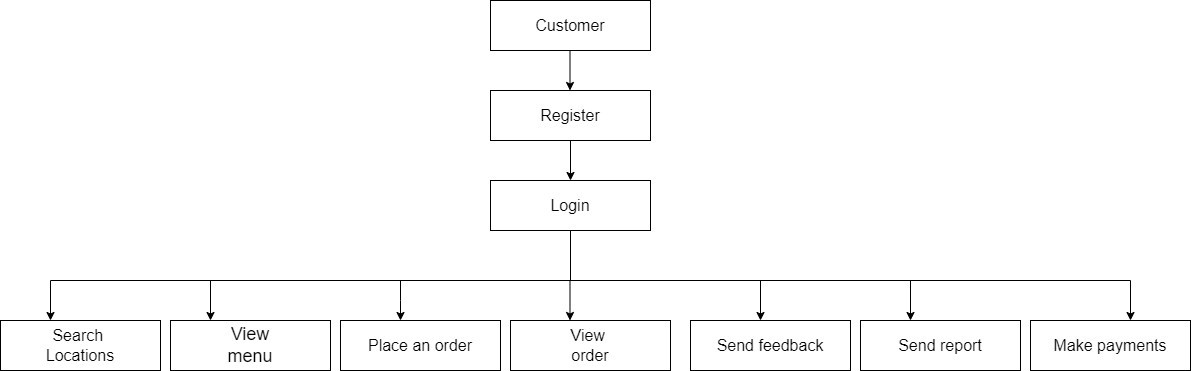 Customer
Register
Login
Search
Locations
View
menu
Place an order
View
order
Send feedback
Send report
Make payments